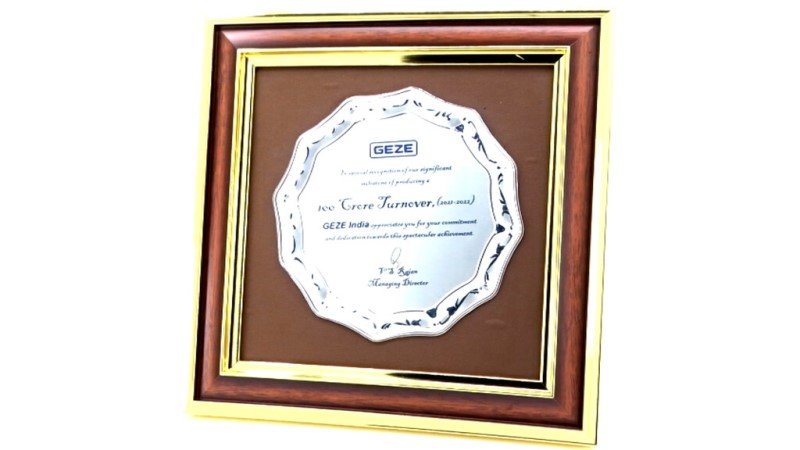 GEZE
In special recognition of our significant
milestone of producing a
100 Crore Turnover, (2021-2022)
GEZE India appreciates you for your commitment
and dedication towards this spectacular achievement.
V S Rajan
Managing Director